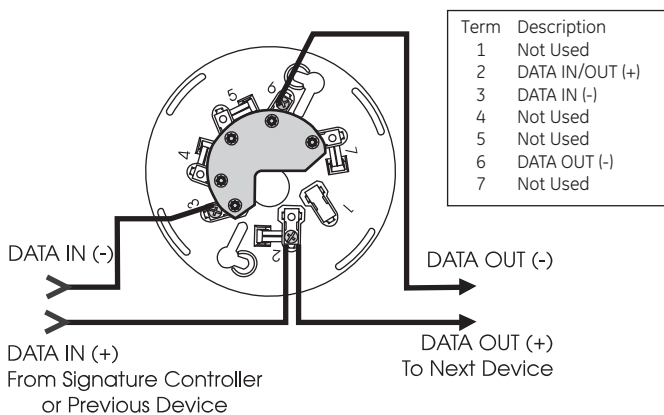 Term Description
1 Not Used
2 DATA IN/OUT (+)
3 DATA IN (-)
4 Not Used
5 Not Used
6 DATA OUT (-)
7 Not Used
6
5
7
4
3
1
2
DATA IN (-)
DATA OUT (-)
DATA IN (+)
From Signature Controller
or Previous Device
DATA OUT (+)
To Next Device